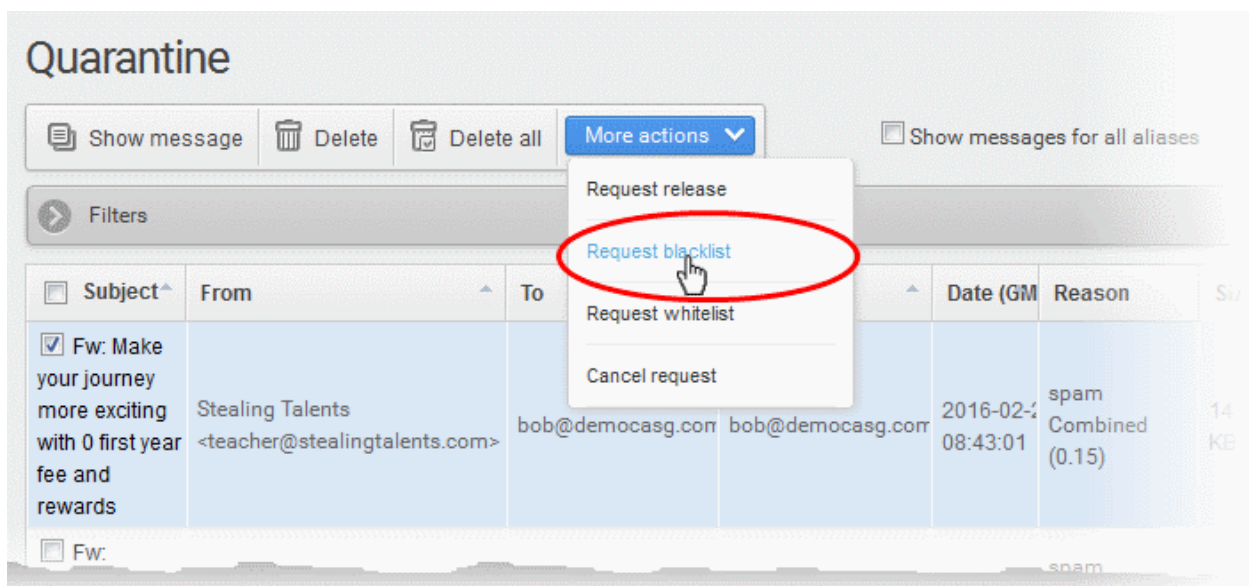 Quarantine
Show message Delete Delete all More actions Show messages for all aliases
Request release
Filters
Request blacklist
Subject From To Date (GM Reason
Request whitelist
Cancel request
Fw: Make
your journey
more exciting
with 0 first year
fee and
rewards
Stealing Talents
<teacher@stealingtalents.com>
bob@democasg.com bob@democasg.com
2016-02-2
08:43:01
spam
Combined
(0.15)
14
KB
Fw:
spam